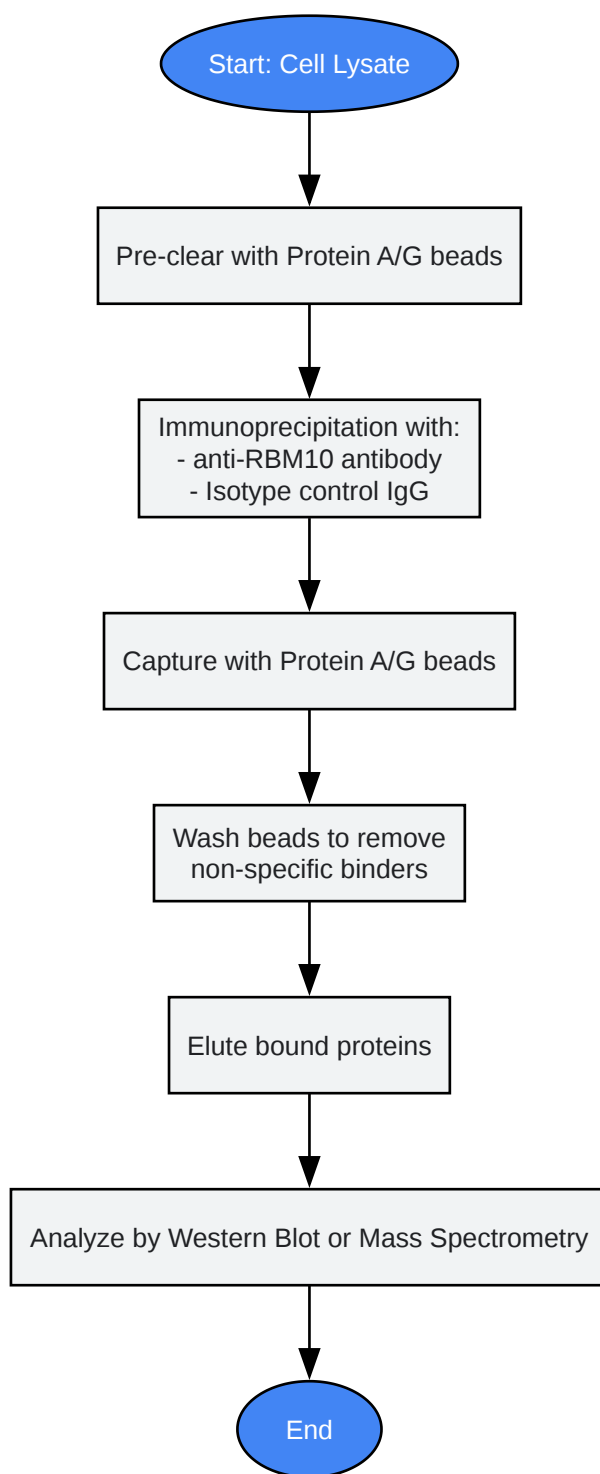 Start: Cell Lysate
Pre-clear with Protein A/G beads
Immunoprecipitation with:
- anti-RBM10 antibody
- Isotype control IgG
Capture with Protein A/G beads
Wash beads to remove
non-specific binders
Elute bound proteins
Analyze by Western Blot or Mass Spectrometry
End